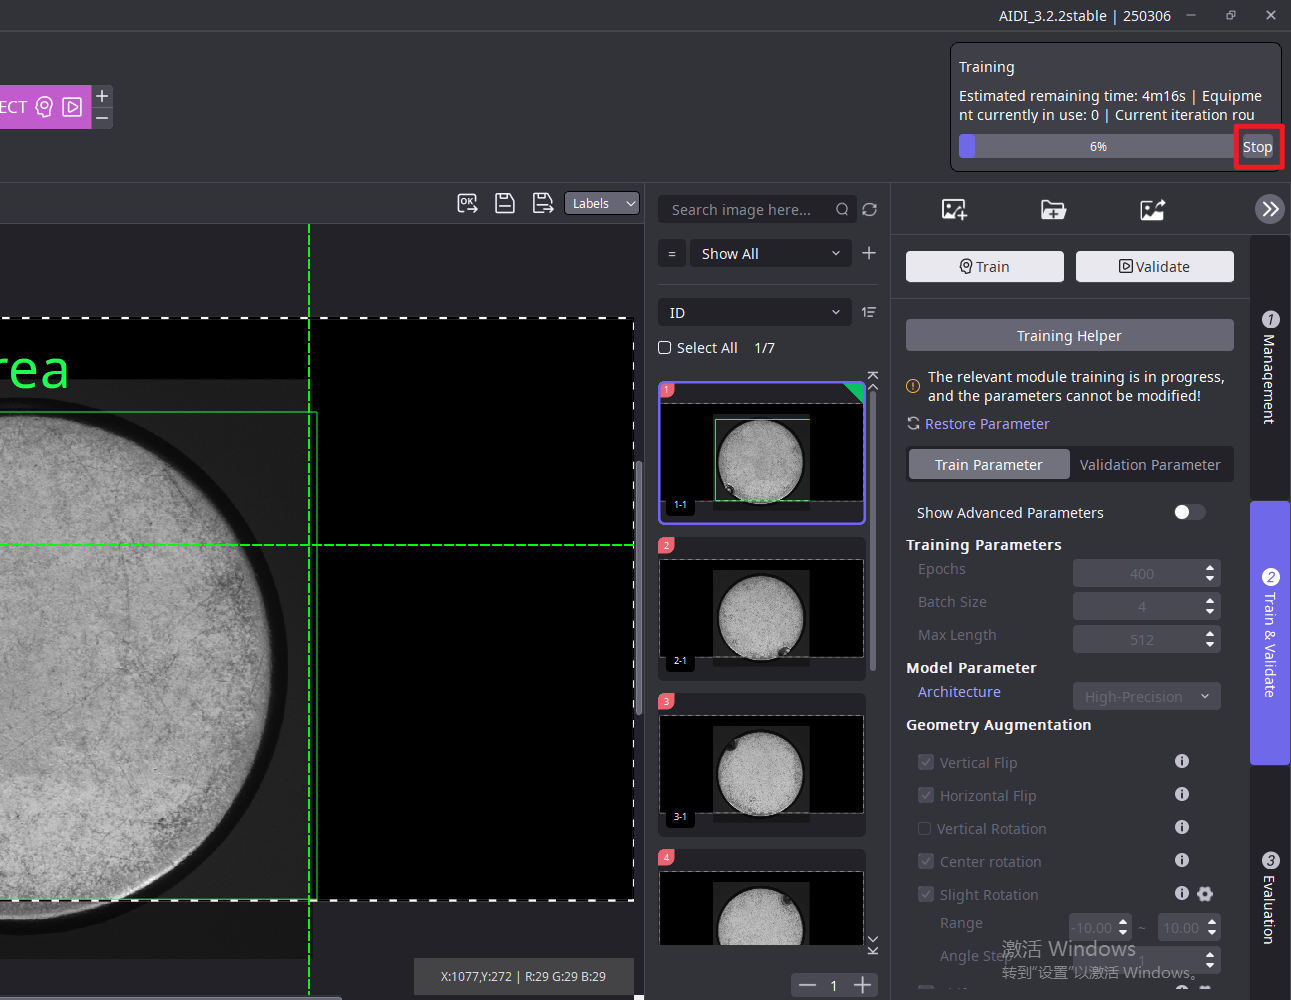 AIDI_3.2.2stable | 250306
Training
Estimated remaining time: 4m16s | Equipme
nt currently in use: 0 | Current iteration rou
6%
Stop
ECT
OK
Labels
Search image here...
= Show All
ID
Select All 1/7
1
1-1
2
2-1
3
3-1
4
1
rea
X:1077,Y:272 | R:29 G:29 B:29
Train
Validate
Training Helper
The relevant module training is in progress,
and the parameters cannot be modified!
Restore Parameter
Train Parameter
Validation Parameter
Show Advanced Parameters
Training Parameters
Epochs 400
Batch Size 4
Max Length 512
Model Parameter
Architecture High-Precision
Geometry Augmentation
Vertical Flip
Horizontal Flip
Vertical Rotation
Center rotation
Slight Rotation
Range -10.00 ~ 10.00
Angle Step 1
激活 Windows
转到“设置”以激活 Windows。
1 Management
2 Train & Validate
3 Evaluation